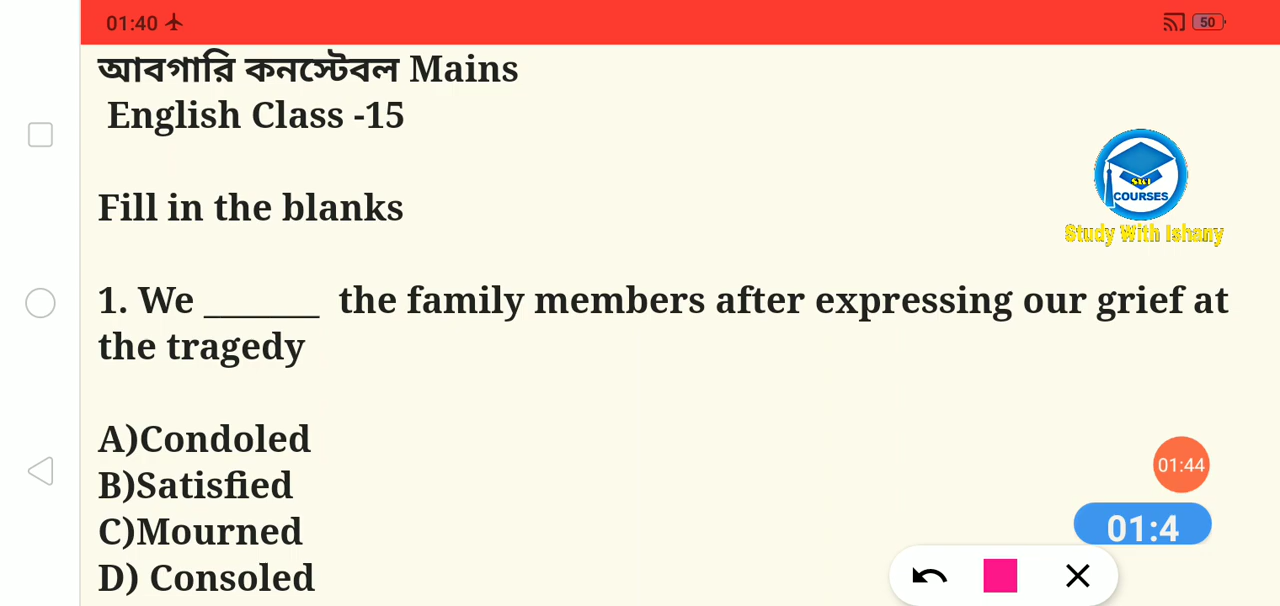 01:40
50
আবগারি কনস্টেবল Mains
English Class -15
COURSES
Study With Ishany
Fill in the blanks
1. We ______ the family members after expressing our grief at
the tragedy
A)Condoled
B)Satisfied
C)Mourned
D) Consoled
01:44
01:4